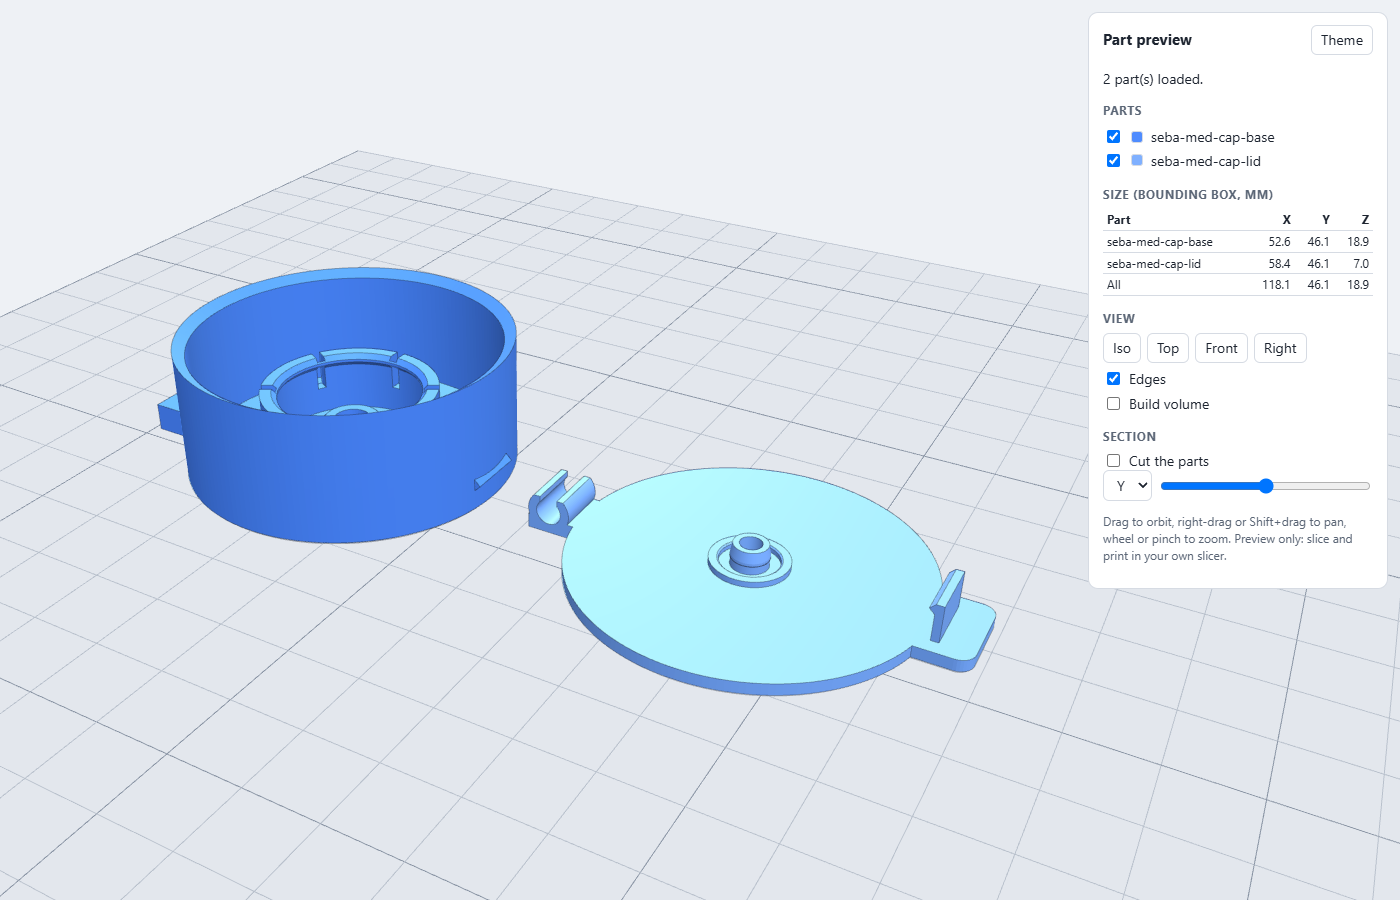 Part preview
Theme
2 part(s) loaded.
PARTS
seba-med-cap-base
seba-med-cap-lid
SIZE (BOUNDING BOX, MM)
Part X Y Z
seba-med-cap-base 52.6 46.1 18.9
seba-med-cap-lid 58.4 46.1 7.0
All 118.1 46.1 18.9
VIEW
Iso Top Front Right
Edges
Build volume
SECTION
Cut the parts
Y
Drag to orbit, right-drag or Shift+drag to pan,
wheel or pinch to zoom. Preview only: slice and
print in your own slicer.